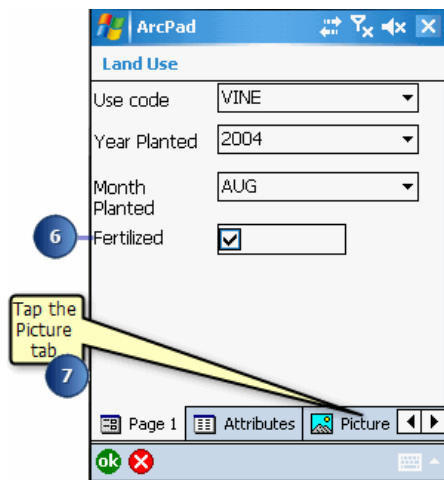 ArcPad
Land Use
Use code VINE
Year Planted 2004
Month
Planted
AUG
6 Fertilized
Tap the
Picture
tab
7
Page 1 Attributes Picture
ok